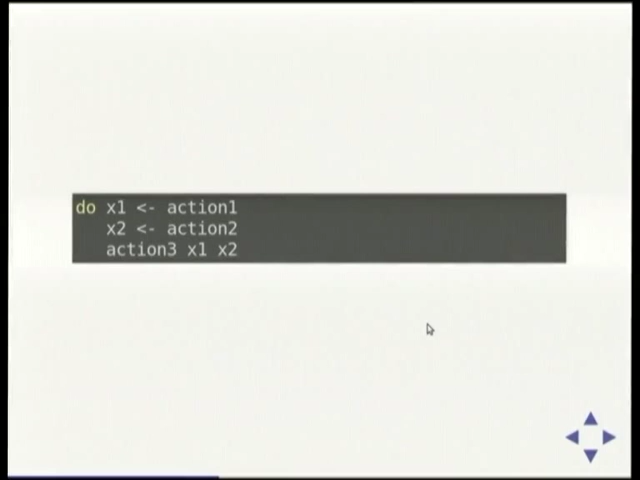 do x1 <- action1
   x2 <- action2
   action3 x1 x2